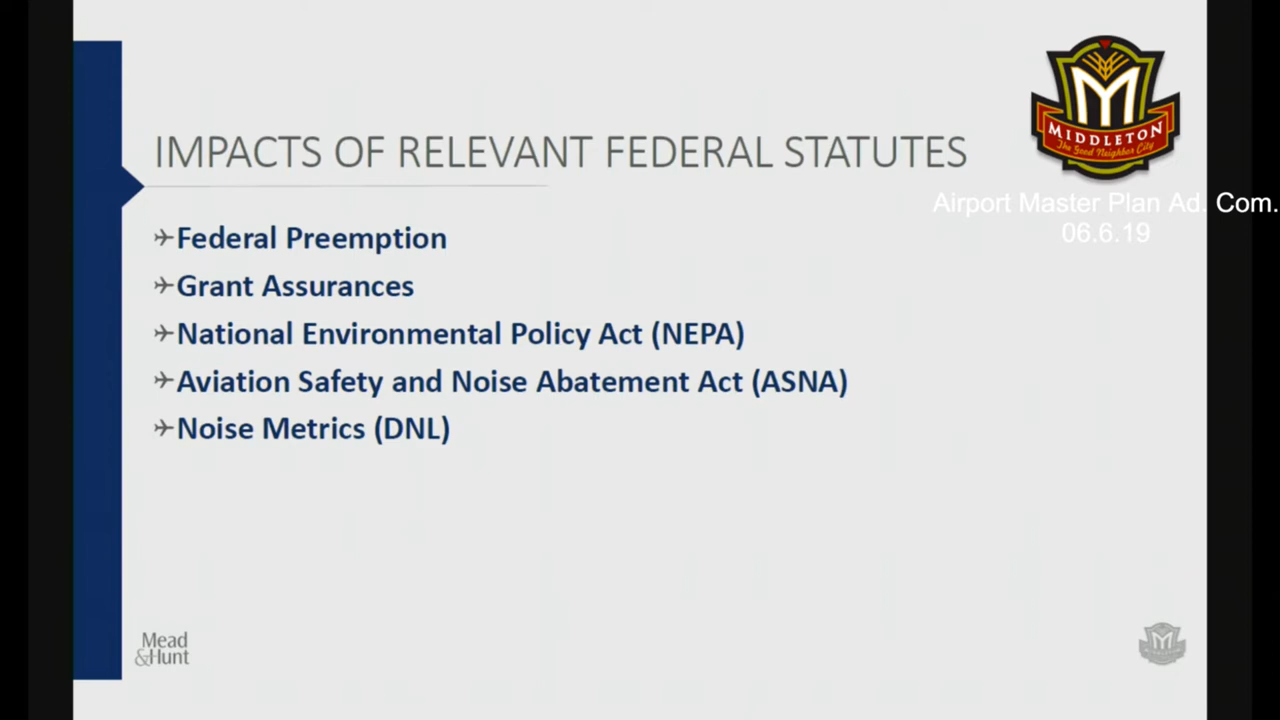 IMPACTS OF RELEVANT FEDERAL STATUTES
M
MIDDLETON
The Good Neighbor City
Airport Master Plan Ad. Com.
06.6.19
Federal Preemption
Grant Assurances
National Environmental Policy Act (NEPA)
Aviation Safety and Noise Abatement Act (ASNA)
Noise Metrics (DNL)
Mead
&Hunt
M